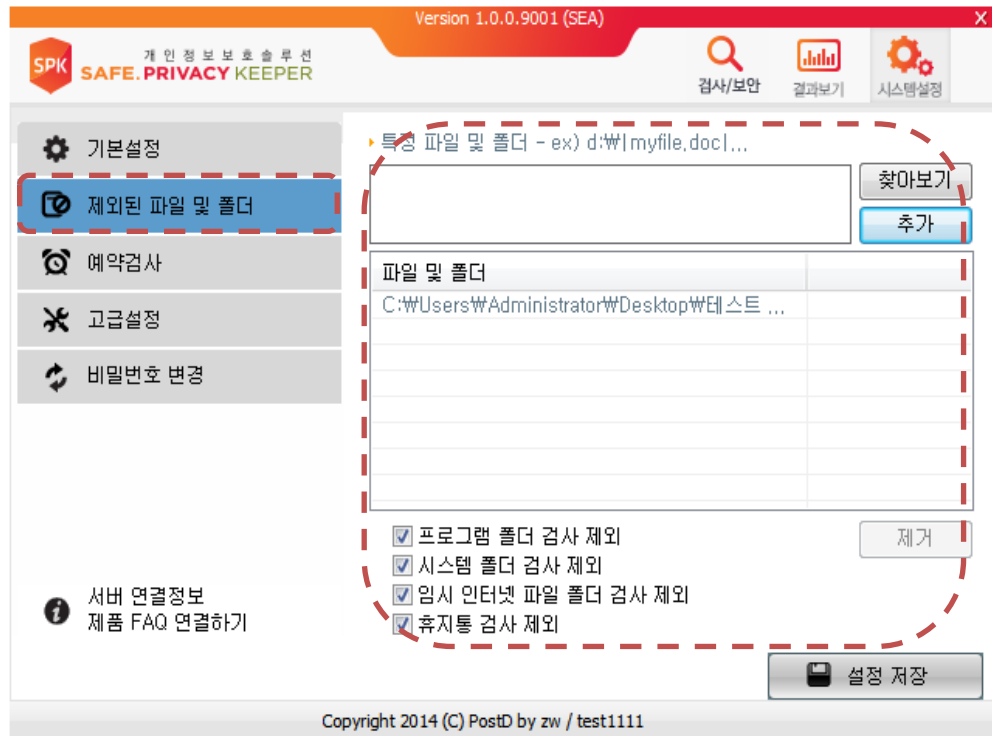 Version 1.0.0.9001 (SEA)
X
SPK
개인정보보호솔루션
SAFE. PRIVACY KEEPER
검사/보안
결과보기
시스템설정
기본설정
제외된 파일 및 폴더
예약검사
고급설정
비밀번호 변경
서버 연결정보
제품 FAQ 연결하기
특정 파일 및 폴더 - ex) d:₩|myfile.doc|...
찾아보기
추가
파일 및 폴더
C:₩Users₩Administrator₩Desktop₩테스트 ...
프로그램 폴더 검사 제외
제거
시스템 폴더 검사 제외
임시 인터넷 파일 폴더 검사 제외
휴지통 검사 제외
설정 저장
Copyright 2014 (C) PostD by zw / test1111